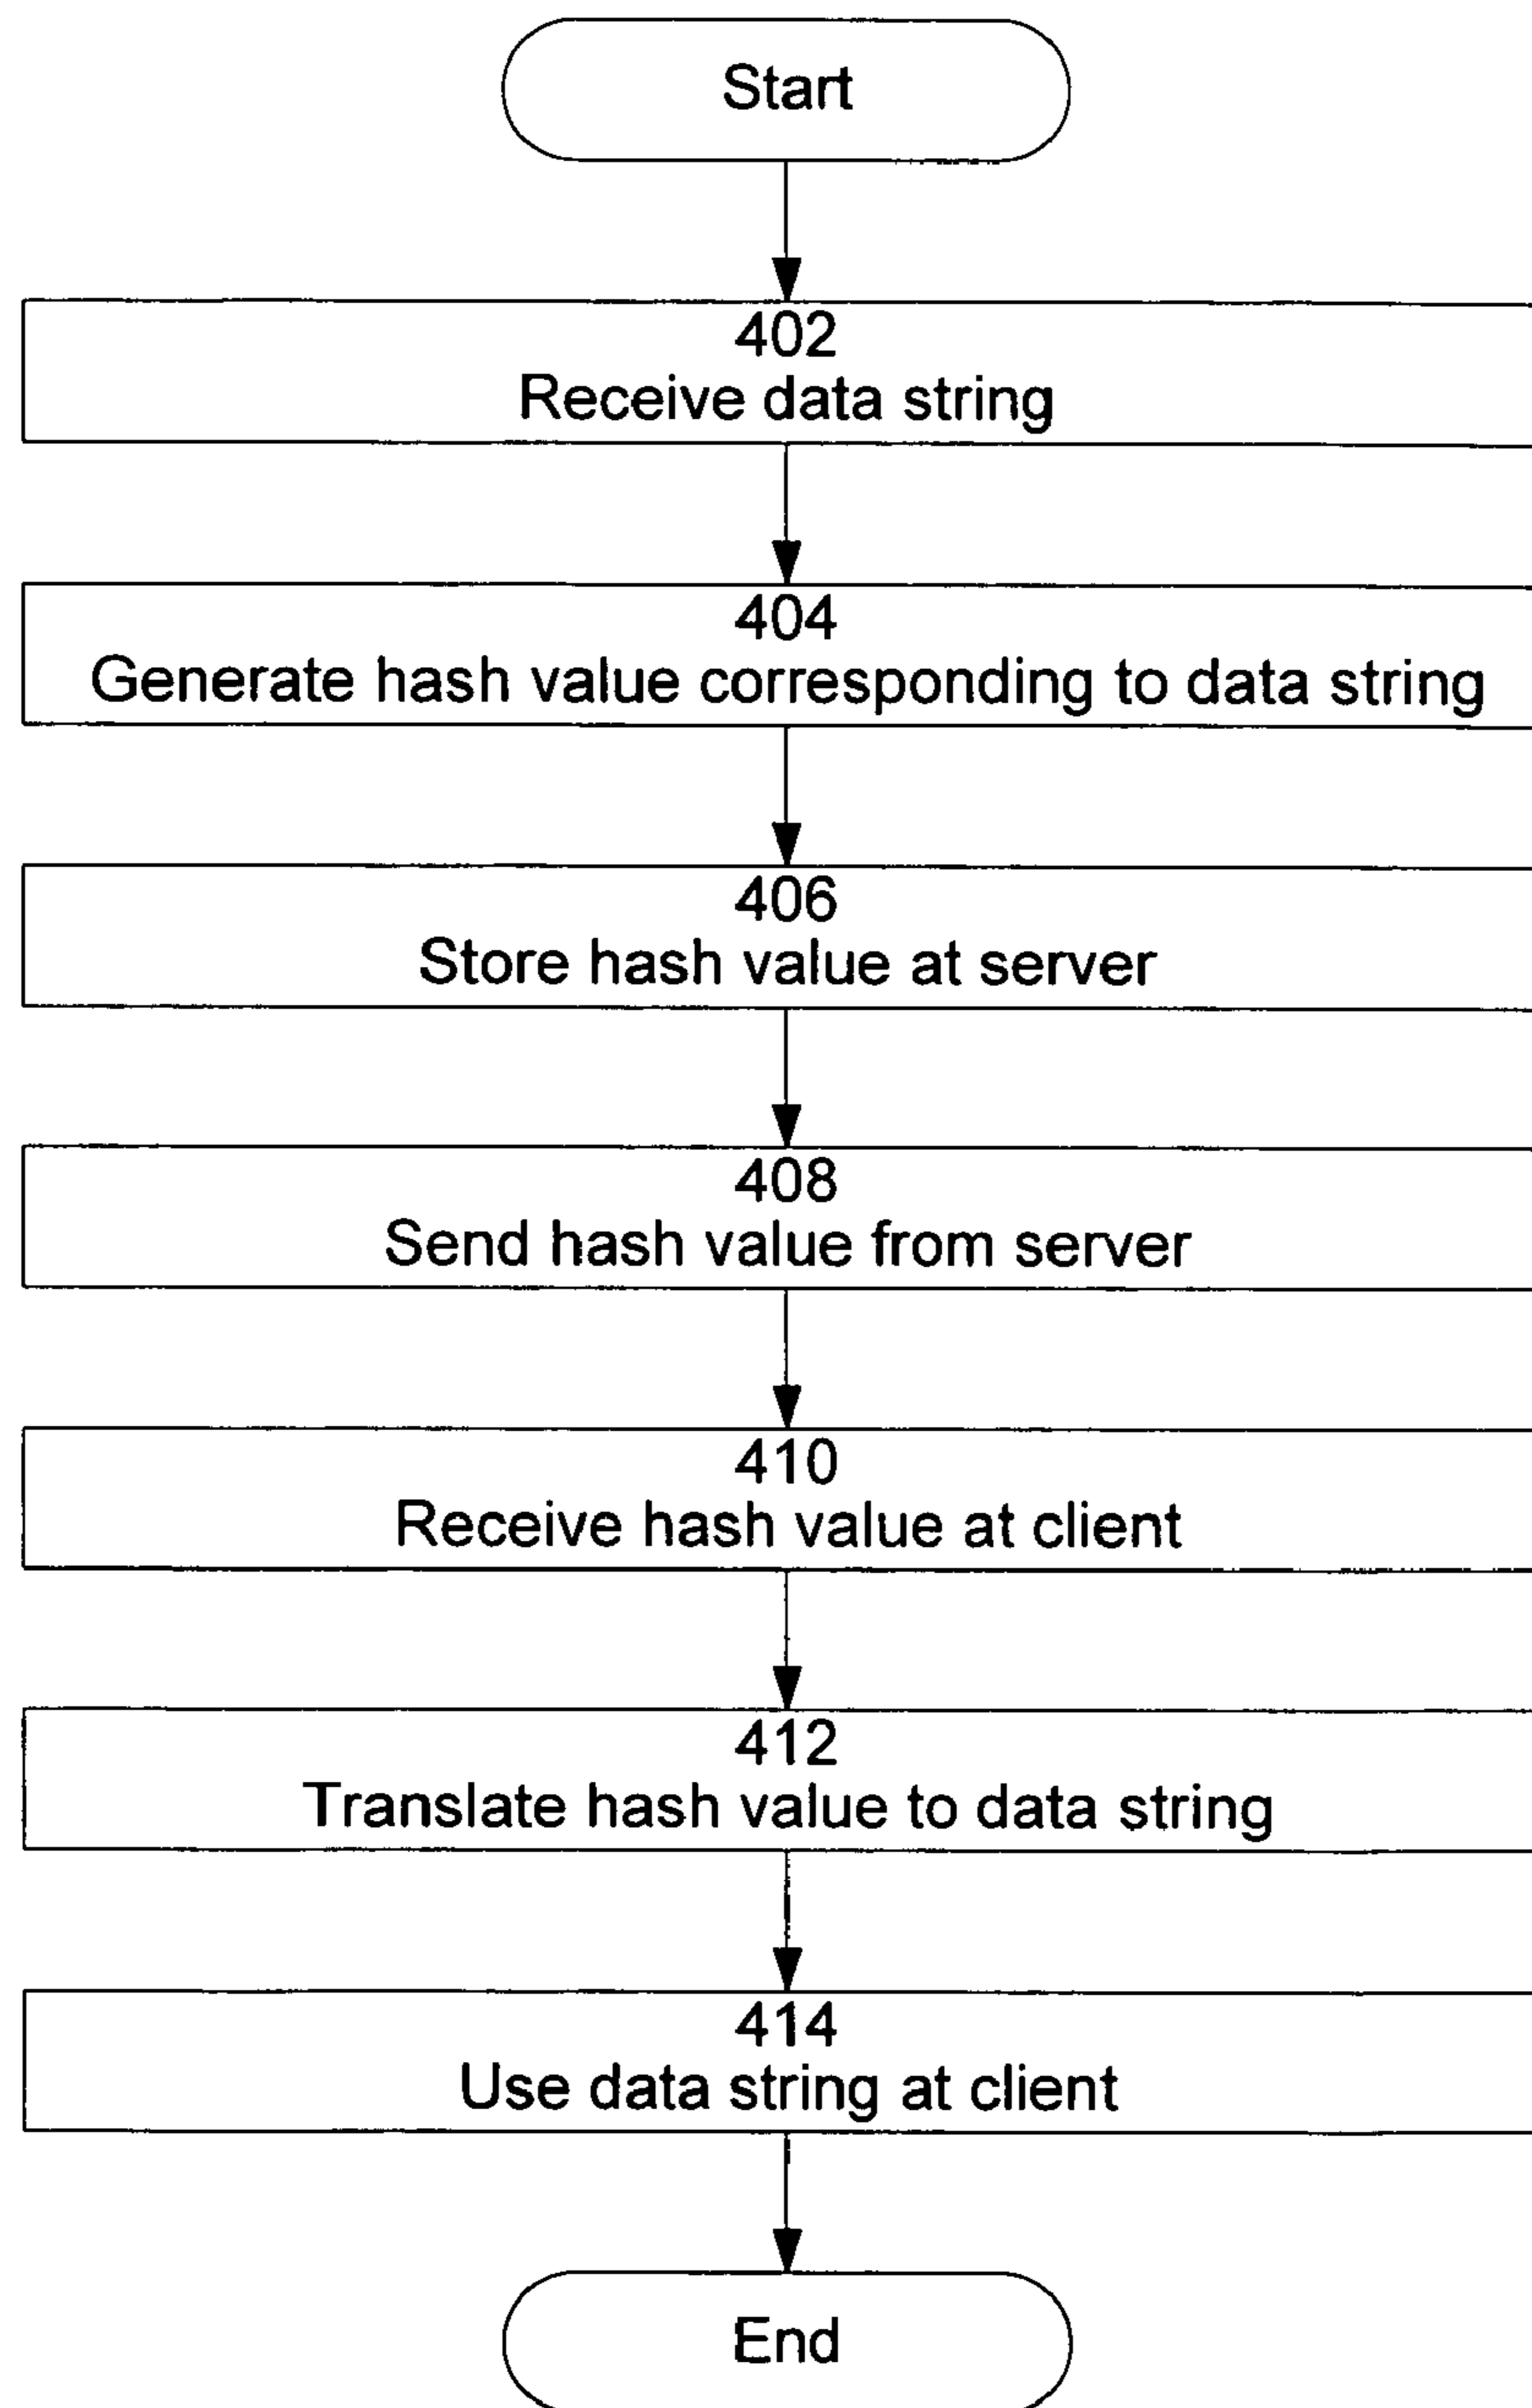 Start
402
Receive data string
404
Generate hash value corresponding to data string
406
Store hash value at server
408
Send hash value from server
410
Receive hash value at client
412
Translate hash value to data string
414
Use data string at client
End